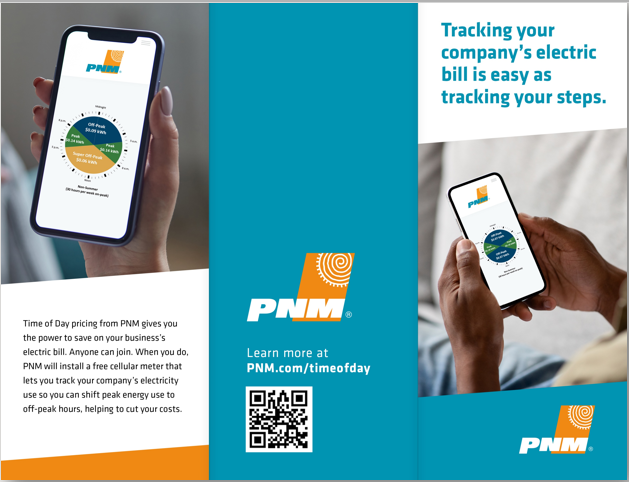 PNM®
Midnight
Off-Peak
$0.09 kWh
Peak
$0.14 kWh
Peak
$0.14 kWh
Super Off-Peak
Noon
Non-Summer
Time of Day pricing from PNM gives you
the power to save on your business's
electric bill. Anyone can join. When you do,
PNM will install a free cellular meter that
lets you track your company's electricity
use so you can shift peak energy use to
off-peak hours, helping to cut your costs.
PNM®
Learn more at
PNM.com/timeofday
Tracking your
company's electric
bill is easy as
tracking your steps.
PNM
PNM®